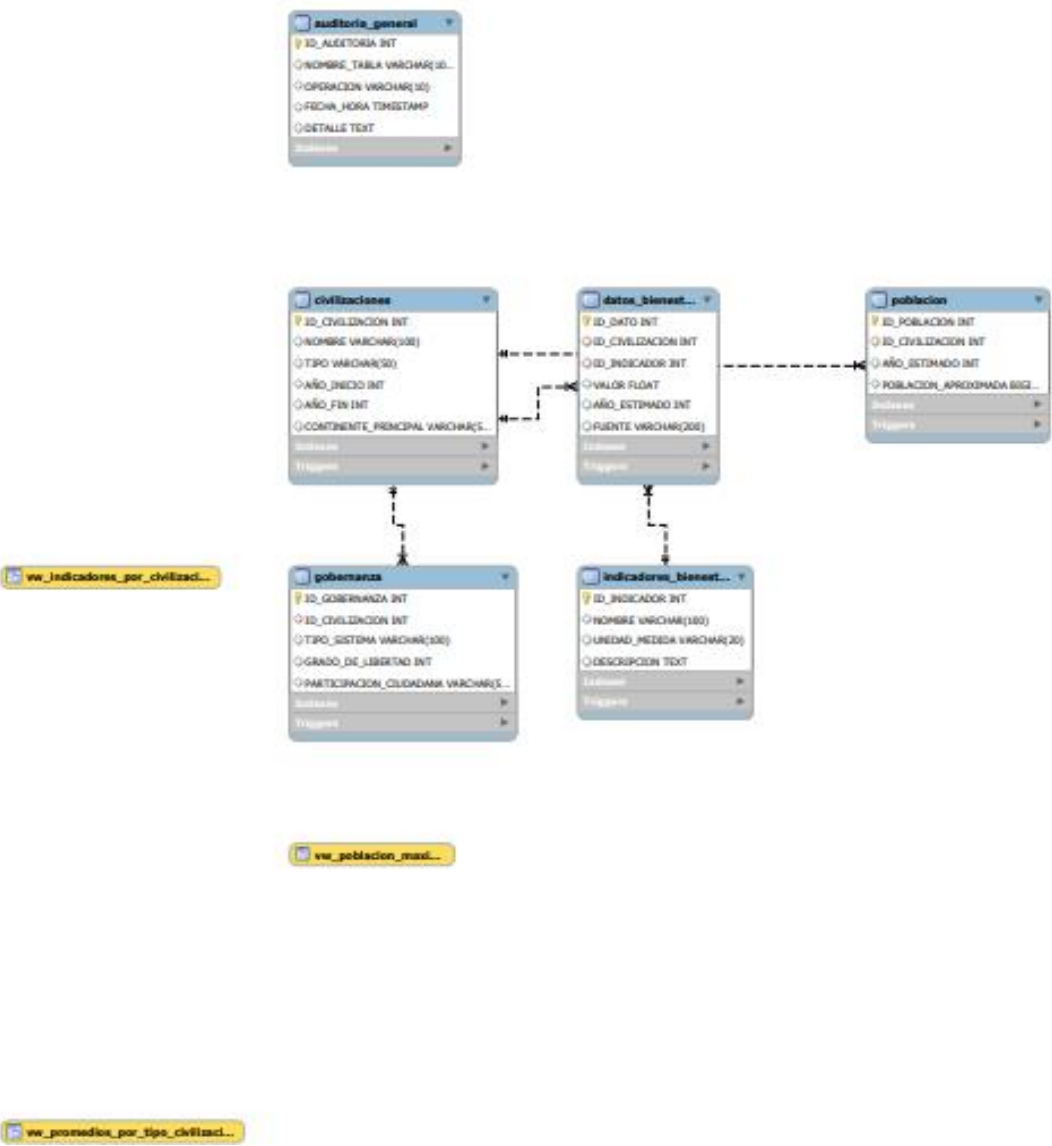 auditoria_general
ID_AUDITORIA INT
NOMBRE_TABLA VARCHAR(10...
OPERACION VARCHAR(10)
FECHA_HORA TIMESTAMP
DETALLE TEXT
Indexes
civilizaciones
ID_CIVILIZACION INT
NOMBRE VARCHAR(100)
TIPO VARCHAR(50)
AÑO_INICIO INT
AÑO_FIN INT
CONTINENTE_PRINCIPAL VARCHAR(5...
Indexes
Triggers
datos_bienest...
ID_DATO INT
ID_CIVILIZACION INT
ID_INDICADOR INT
VALOR FLOAT
AÑO_ESTIMADO INT
FUENTE VARCHAR(200)
Indexes
Triggers
poblacion
ID_POBLACION INT
ID_CIVILIZACION INT
AÑO_ESTIMADO INT
POBLACION_APROXIMADA BIGI...
Indexes
Triggers
vw_indicadores_por_civilizaci...
gobernanza
ID_GOBERNANZA INT
ID_CIVILIZACION INT
TIPO_SISTEMA VARCHAR(100)
GRADO_DE_LIBERTAD INT
PARTICIPACION_CIUDADANA VARCHAR(5...
Indexes
Triggers
indicadores_bienest...
ID_INDICADOR INT
NOMBRE VARCHAR(100)
UNIDAD_MEDIDA VARCHAR(20)
DESCRIPCION TEXT
Indexes
Triggers
vw_poblacion_maxi...
vw_promedios_por_tipo_civilizaci...